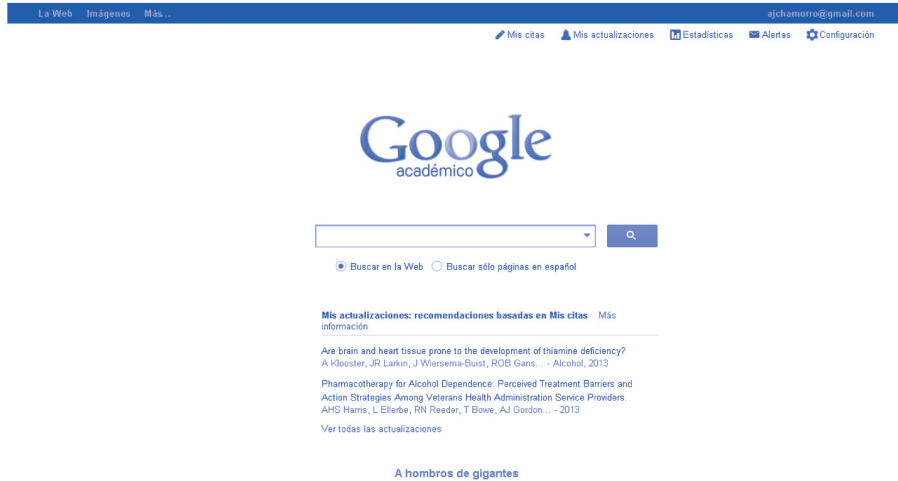 La Web Imágenes Más... ajchamorro@gmail.com
Mis citas Mis actualizaciones Estadísticas Alertas Configuración
Google
académico
Buscar en la Web Buscar sólo páginas en español
Mis actualizaciones: recomendaciones basadas en Mis citas Más
información
Are brain and heart tissue prone to the development of thiamine deficiency?
A Klooster, JR Larkin, J Wiersema-Buist, ROB Gans... - Alcohol, 2013
Pharmacotherapy for Alcohol Dependence: Perceived Treatment Barriers and
Action Strategies Among Veterans Health Administration Service Providers.
AHS Harris, L Ellerbe, RN Reeder, T Bowe, AJ Gordon... - 2013
Ver todas las actualizaciones
A hombros de gigantes